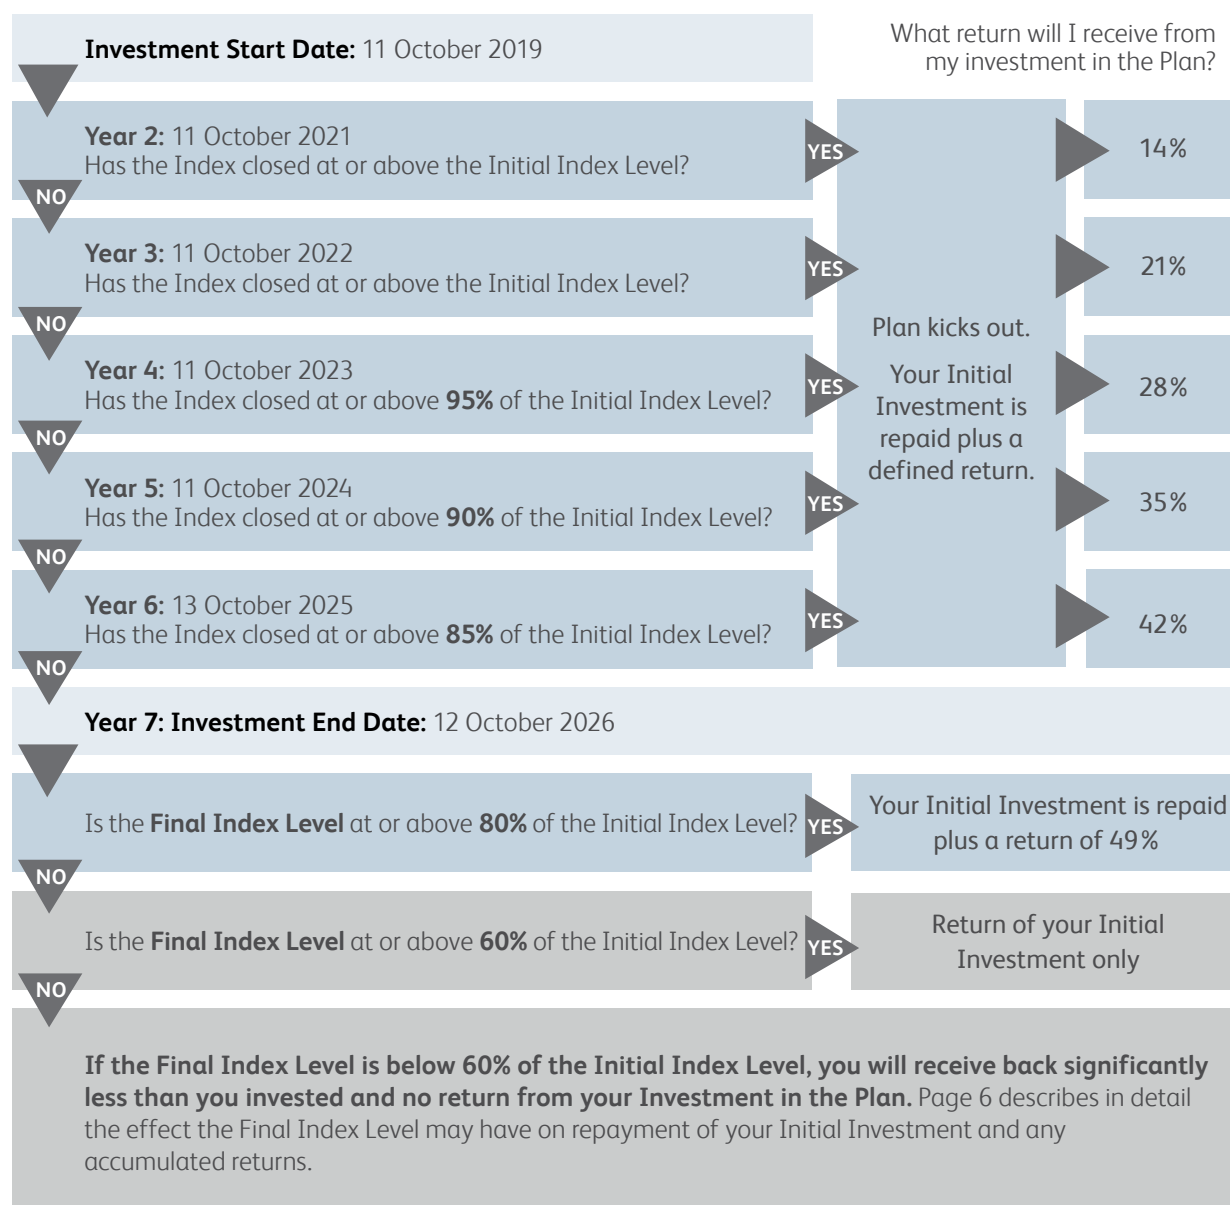 Investment Start Date: 11 October 2019
What return will I receive from
my investment in the Plan?
Year 2: 11 October 2021
Has the Index closed at or above the Initial Index Level?
YES
14%
NO
Year 3: 11 October 2022
Has the Index closed at or above the Initial Index Level?
YES
21%
NO
Plan kicks out.
Your Initial
Investment is
repaid plus a
defined return.
Year 4: 11 October 2023
Has the Index closed at or above 95% of the Initial Index Level?
YES
28%
NO
Year 5: 11 October 2024
Has the Index closed at or above 90% of the Initial Index Level?
YES
35%
NO
Year 6: 13 October 2025
Has the Index closed at or above 85% of the Initial Index Level?
YES
42%
NO
Year 7: Investment End Date: 12 October 2026
Is the Final Index Level at or above 80% of the Initial Index Level?
YES
Your Initial Investment is repaid
plus a return of 49%
NO
Is the Final Index Level at or above 60% of the Initial Index Level?
YES
Return of your Initial
Investment only
NO
If the Final Index Level is below 60% of the Initial Index Level, you will receive back significantly
less than you invested and no return from your Investment in the Plan. Page 6 describes in detail
the effect the Final Index Level may have on repayment of your Initial Investment and any
accumulated returns.